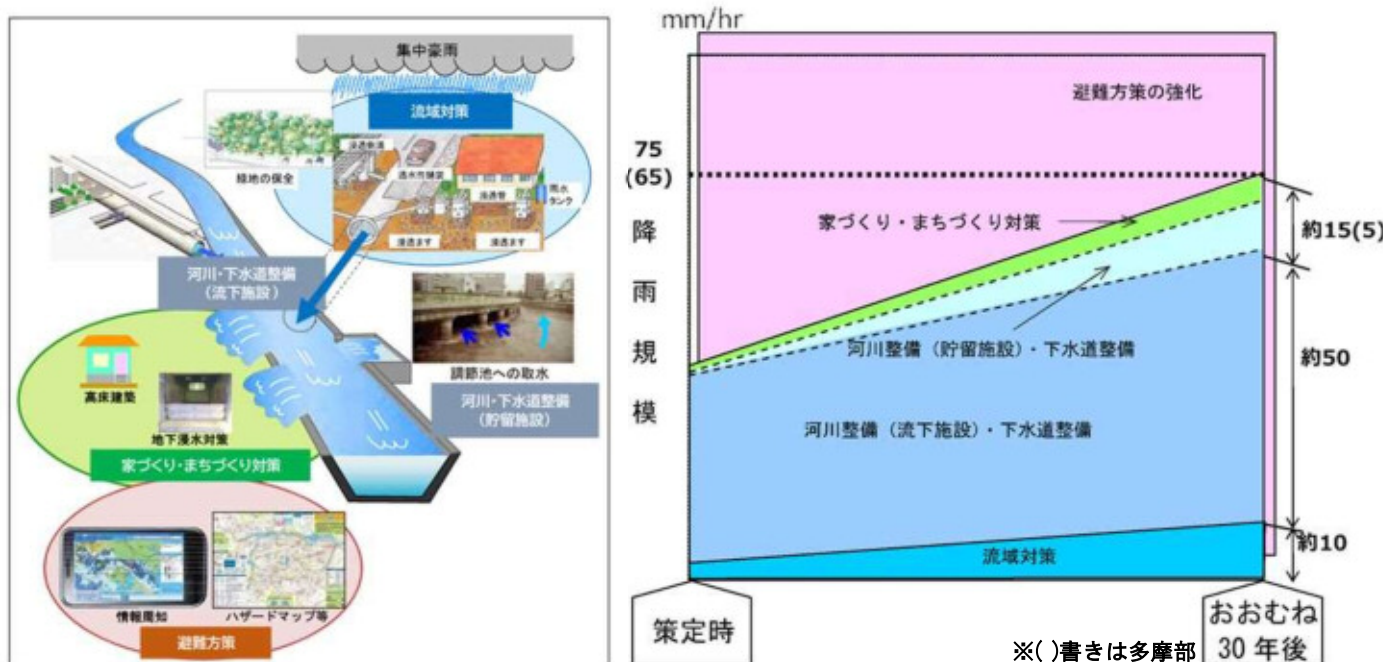 集中豪雨
流域対策
浸透街渠
透水性舗装
緑地の保全
浸透管
雨水
タンク
浸透ます
浸透ます
河川・下水道整備
(流下施設)
調節池への取水
河川・下水道整備
(貯留施設)
高床建築
地下浸水対策
家づくり・まちづくり対策
情報周知
ハザードマップ等
避難方策
mm/hr
避難方策の強化
75
(65)
降雨規模
家づくり・まちづくり対策
約15(5)
河川整備(貯留施設)・下水道整備
約50
河川整備(流下施設)・下水道整備
約10
流域対策
策定時
おおむね
30年後
※( )書きは多摩部